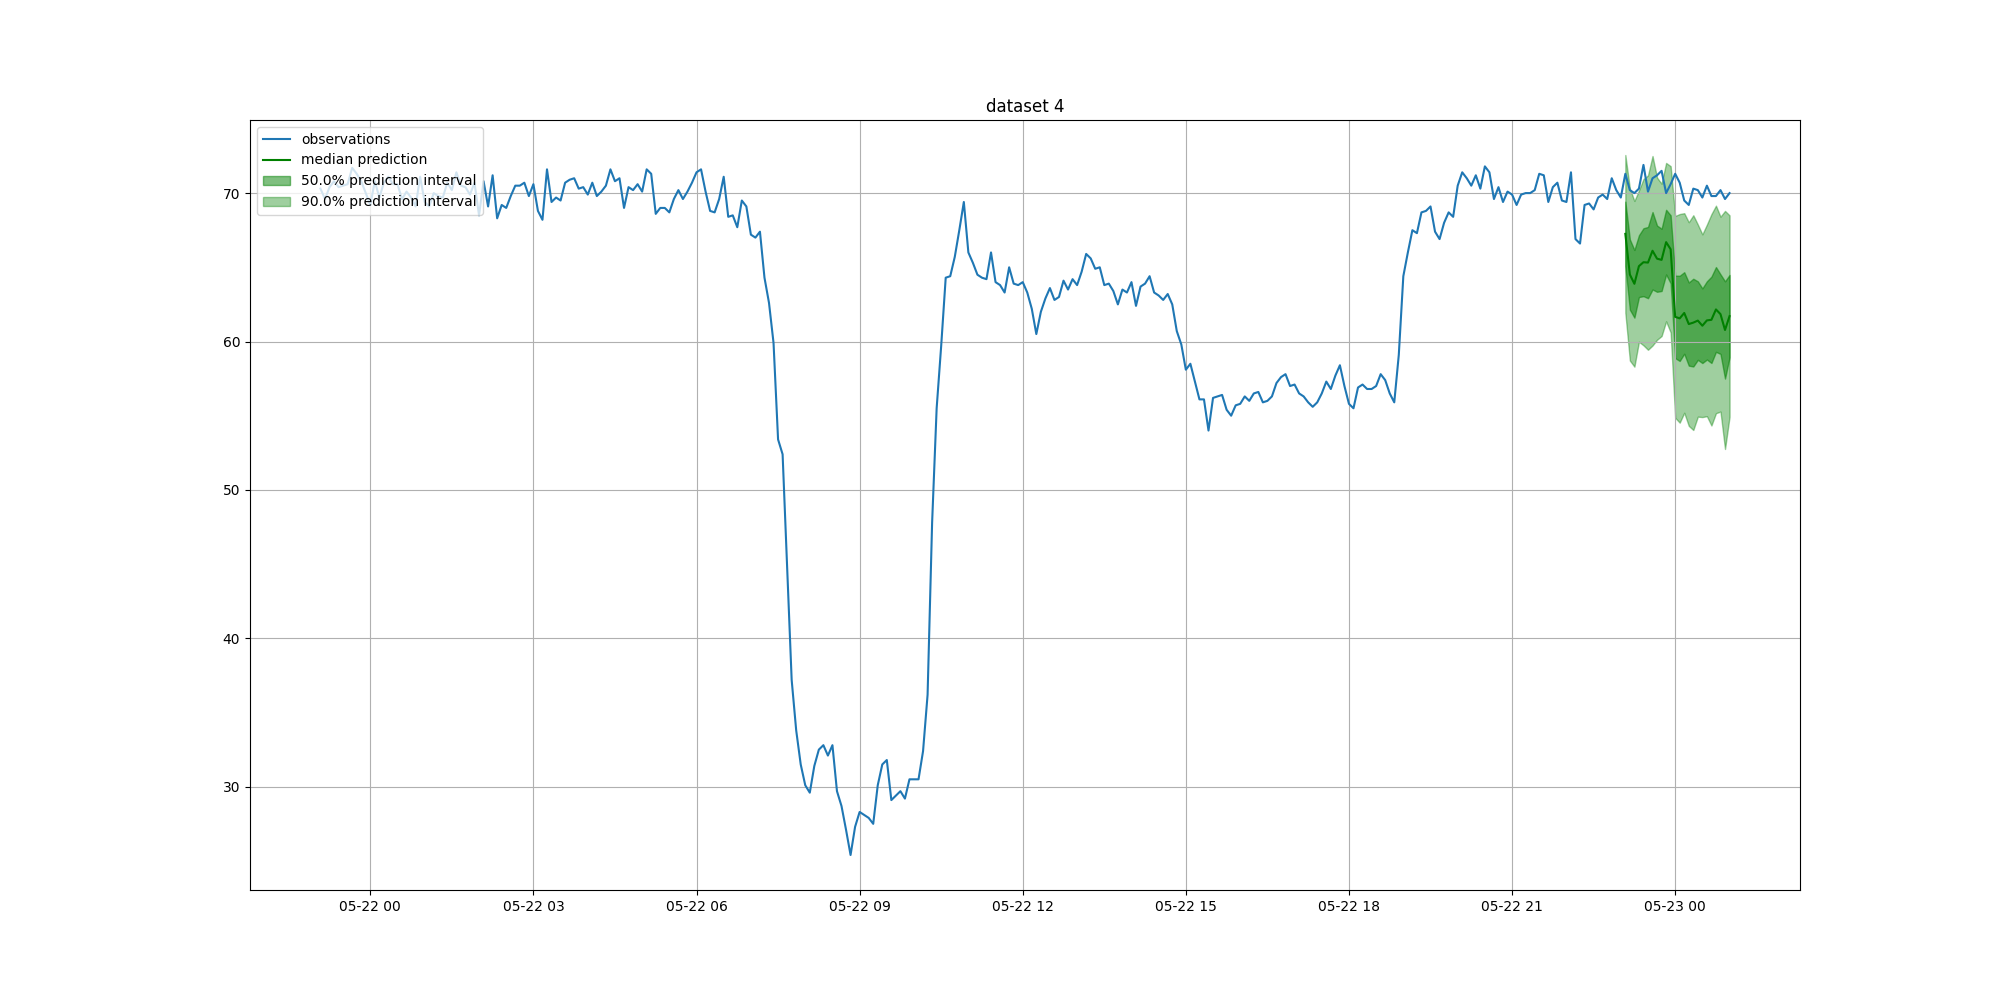 dataset 4
observations
median prediction
50.0% prediction interval
90.0% prediction interval
70
60
50
40
30
05-22 00 05-22 03 05-22 06 05-22 09 05-22 12 05-22 15 05-22 18 05-22 21 05-23 00